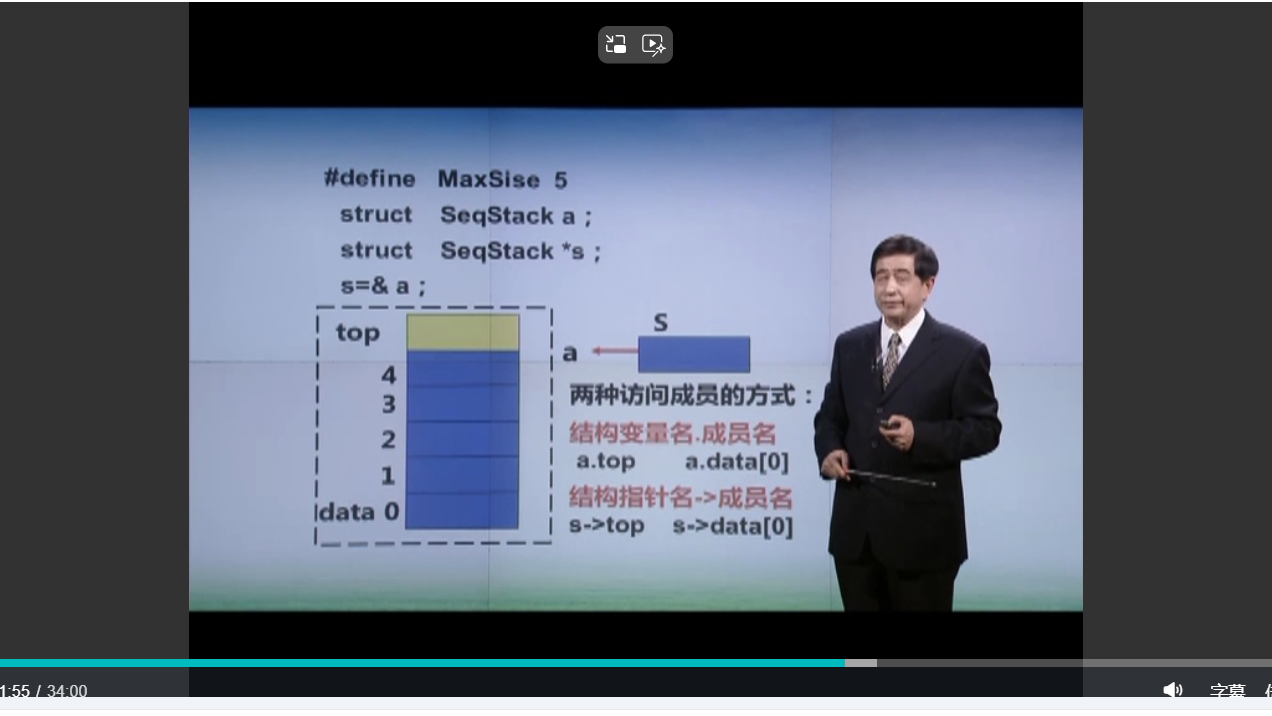 #define MaxSise 5
struct SeqStack a ;
struct SeqStack *s ;
s=& a ;
top
4
3
2
1
data 0
S
a
两种访问成员的方式：
结构变量名.成员名
a.top a.data[0]
结构指针名->成员名
s->top s->data[0]
1:55 / 34:00
字幕